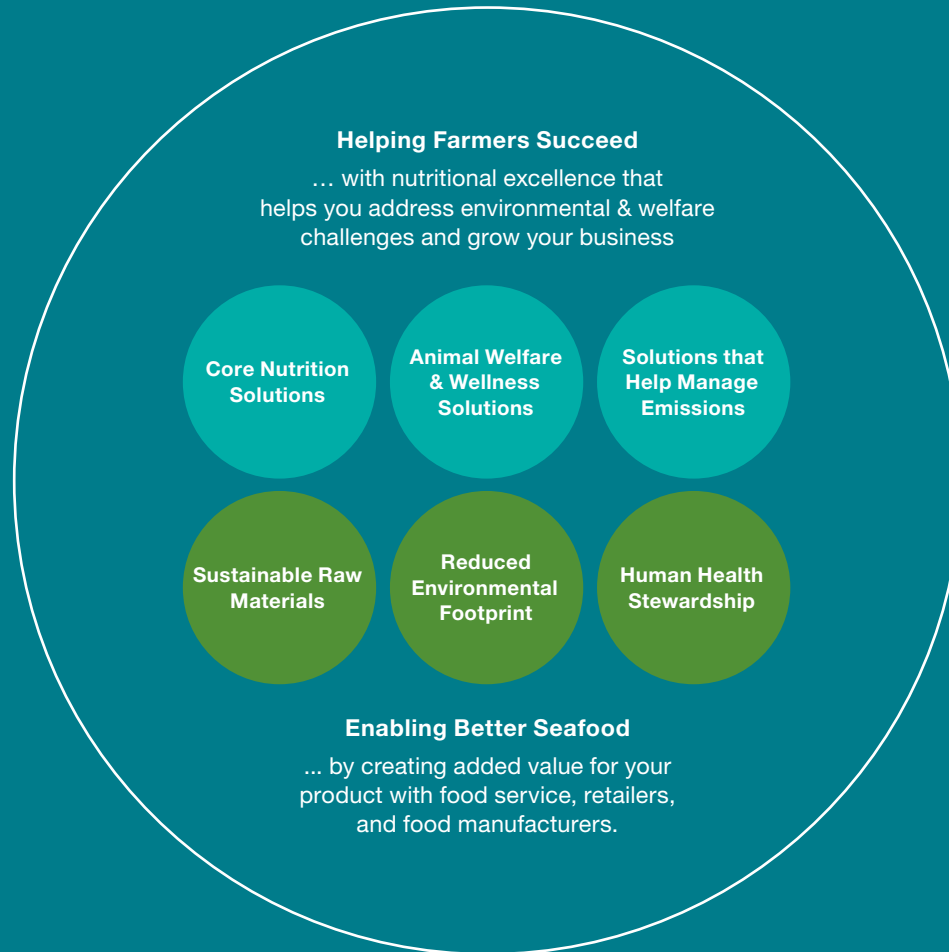 Helping Farmers Succeed
… with nutritional excellence that
helps you address environmental & welfare
challenges and grow your business
Core Nutrition
Solutions
Animal Welfare
& Wellness
Solutions
Solutions that
Help Manage
Emissions
Sustainable Raw
Materials
Reduced
Environmental
Footprint
Human Health
Stewardship
Enabling Better Seafood
... by creating added value for your
product with food service, retailers,
and food manufacturers.